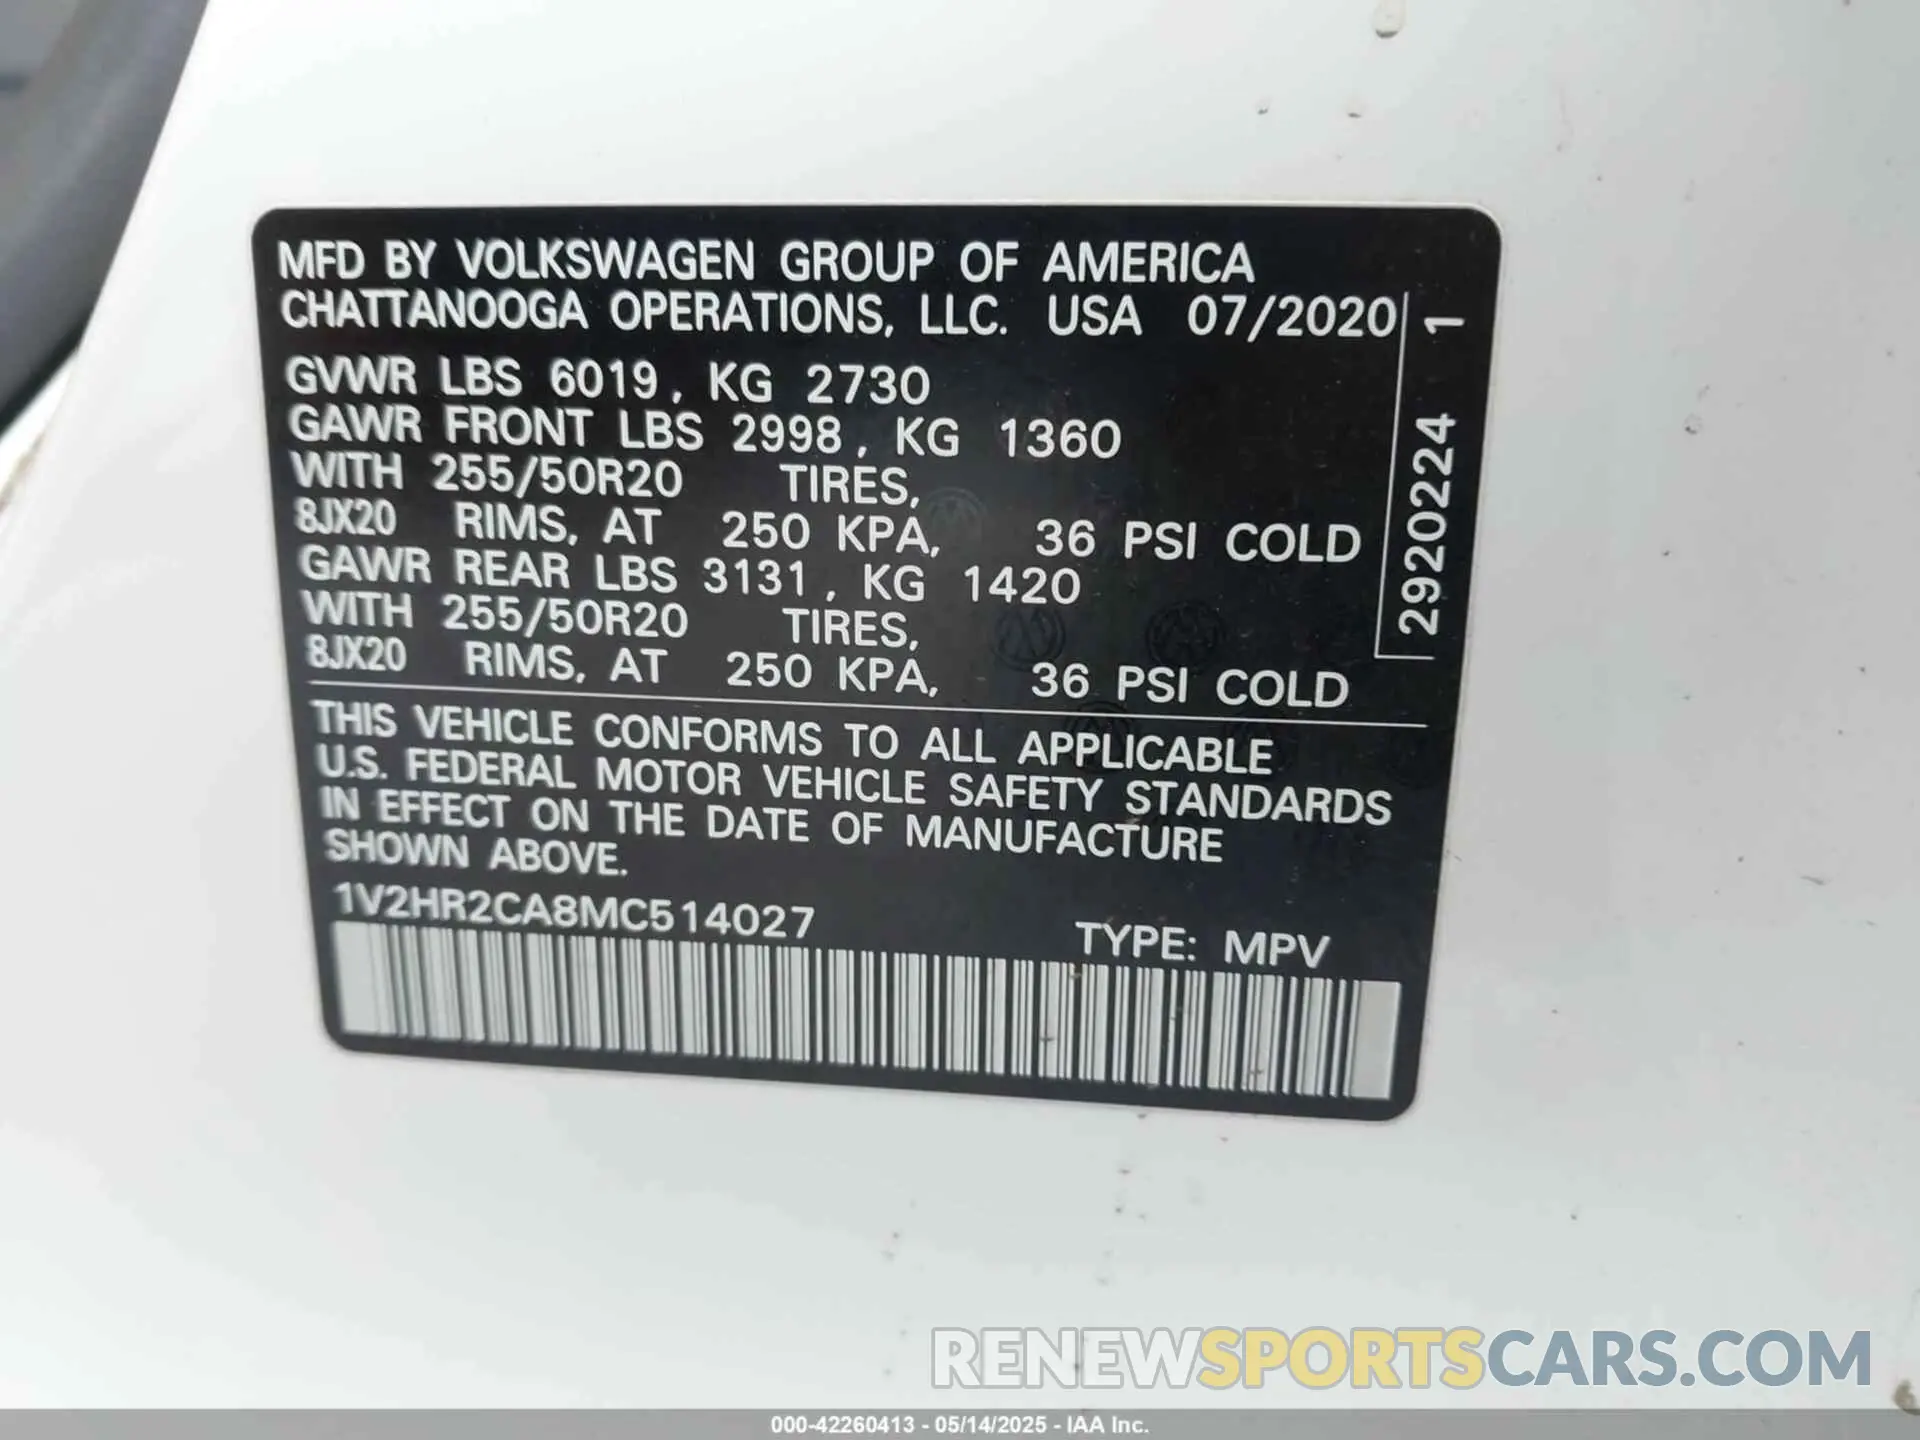 MFD BY VOLKSWAGEN GROUP OF AMERICA
CHATTANOOGA OPERATIONS, LLC. USA 07/2020
GVWR LBS 6019, KG 2730
GAWR FRONT LBS 2998, KG 1360
WITH 255/50R20 TIRES,
8JX20 RIMS, AT 250 KPA, 36 PSI COLD
GAWR REAR LBS 3131, KG 1420
WITH 255/50R20 TIRES,
8JX20 RIMS, AT 250 KPA, 36 PSI COLD
2920224 1
THIS VEHICLE CONFORMS TO ALL APPLICABLE
U.S. FEDERAL MOTOR VEHICLE SAFETY STANDARDS
IN EFFECT ON THE DATE OF MANUFACTURE
SHOWN ABOVE.
1V2HR2CA8MC514027
TYPE: MPV
RENEWSPORTSCARS.COM
000-42260413 - 05/14/2025 - IAA Inc.